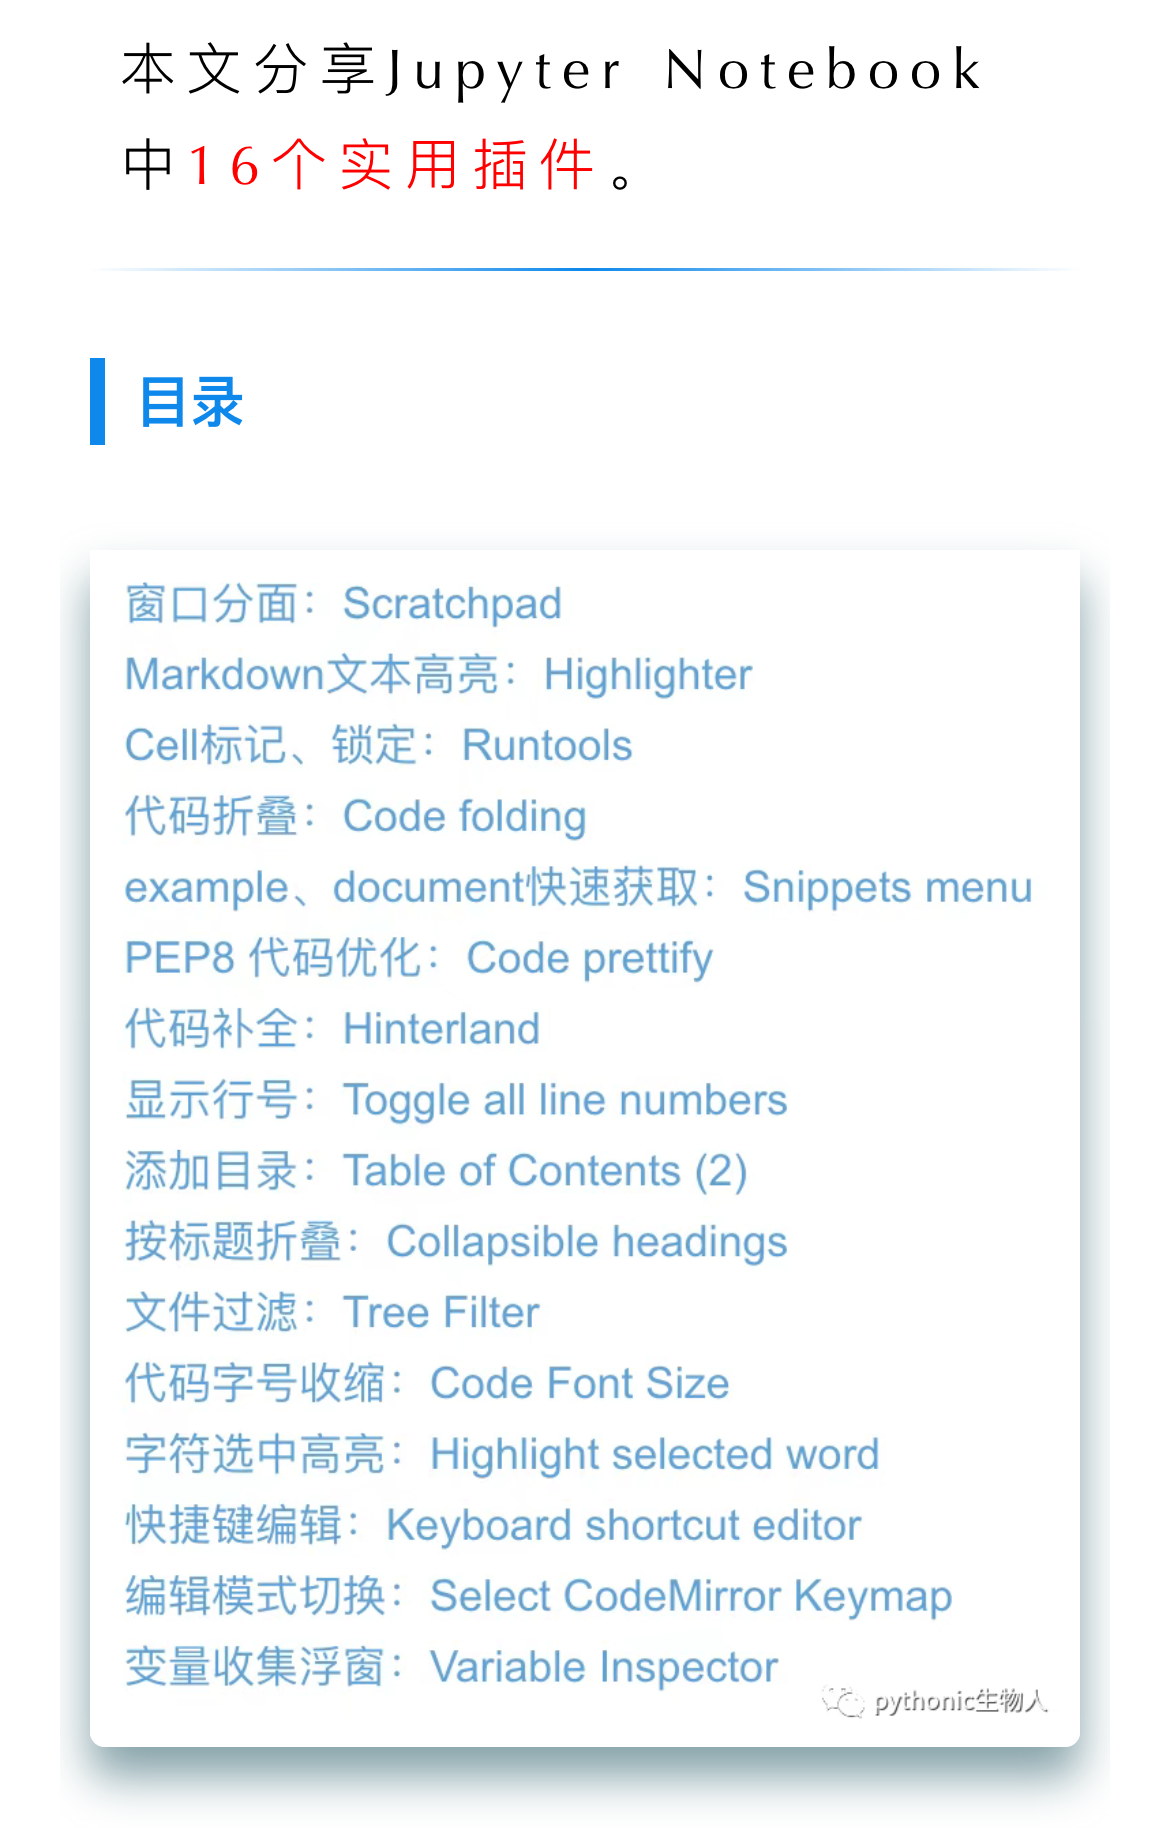 本文分享Jupyter Notebook
中16个实用插件。
目录
窗口分面：Scratchpad
Markdown文本高亮：Highlighter
Cell标记、锁定：Runtools
代码折叠：Code folding
example、document快速获取：Snippets menu
PEP8 代码优化：Code prettify
代码补全：Hinterland
显示行号：Toggle all line numbers
添加目录：Table of Contents (2)
按标题折叠：Collapsible headings
文件过滤：Tree Filter
代码字号收缩：Code Font Size
字符选中高亮：Highlight selected word
快捷键编辑：Keyboard shortcut editor
编辑模式切换：Select CodeMirror Keymap
变量收集浮窗：Variable Inspector
pythonic生物人